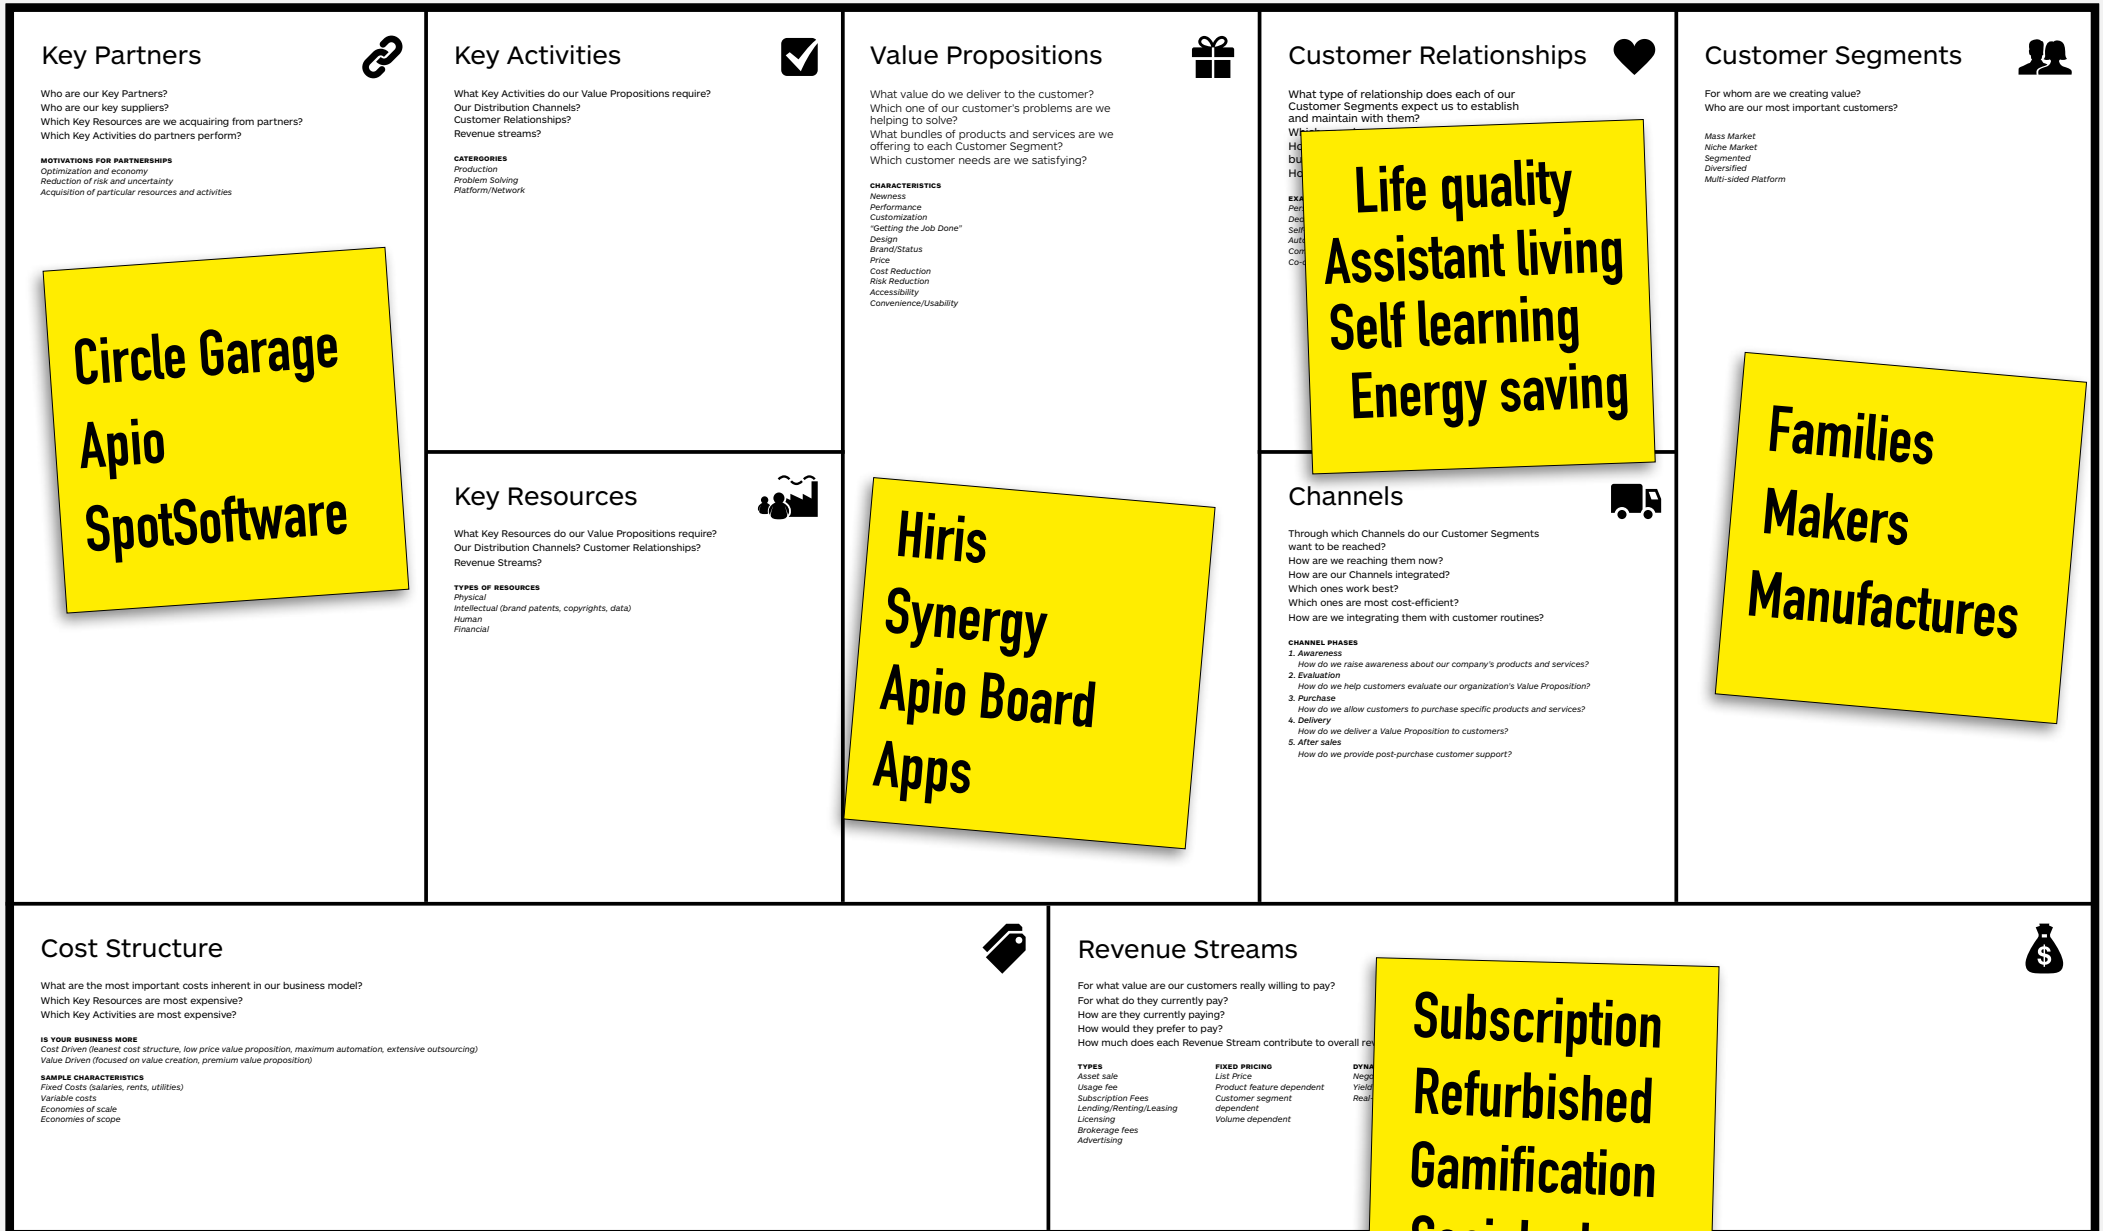 Key Partners
Who are our Key Partners?
Who are our key suppliers?
Which Key Resources are we acquairing from partners?
Which Key Activities do partners perform?
MOTIVATIONS FOR PARTNERSHIPS
Optimization and economy
Reduction of risk and uncertainty
Acquisition of particular resources and activities
Circle Garage
Apio
SpotSoftware
Key Activities
What Key Activities do our Value Propositions require?
Our Distribution Channels?
Customer Relationships?
Revenue streams?
CATERGORIES
Production
Problem Solving
Platform/Network
Key Resources
What Key Resources do our Value Propositions require?
Our Distribution Channels? Customer Relationships?
Revenue Streams?
TYPES OF RESOURCES
Physical
Intellectual (brand patents, copyrights, data)
Human
Financial
Value Propositions
What value do we deliver to the customer?
Which one of our customer's problems are we
helping to solve?
What bundles of products and services are we
offering to each Customer Segment?
Which customer needs are we satisfying?
CHARACTERISTICS
Newness
Performance
Customization
"Getting the Job Done"
Design
Brand/Status
Price
Cost Reduction
Risk Reduction
Accessibility
Convenience/Usability
Hiris
Synergy
Apio Board
Apps
Customer Relationships
What type of relationship does each of our
Customer Segments expect us to establish
and maintain with them?
Life quality
Assistant living
Self learning
Energy saving
Channels
Through which Channels do our Customer Segments
want to be reached?
How are we reaching them now?
How are our Channels integrated?
Which ones work best?
Which ones are most cost-efficient?
How are we integrating them with customer routines?
CHANNEL PHASES
1. Awareness
How do we raise awareness about our company's products and services?
2. Evaluation
How do we help customers evaluate our organization's Value Proposition?
3. Purchase
How do we allow customers to purchase specific products and services?
4. Delivery
How do we deliver a Value Proposition to customers?
5. After sales
How do we provide post-purchase customer support?
Customer Segments
For whom are we creating value?
Who are our most important customers?
Mass Market
Niche Market
Segmented
Diversified
Multi-sided Platform
Families
Makers
Manufactures
Cost Structure
What are the most important costs inherent in our business model?
Which Key Resources are most expensive?
Which Key Activities are most expensive?
IS YOUR BUSINESS MORE
Cost Driven (leanest cost structure, low price value proposition, maximum automation, extensive outsourcing)
Value Driven (focused on value creation, premium value proposition)
SAMPLE CHARACTERISTICS
Fixed Costs (salaries, rents, utilities)
Variable costs
Economies of scale
Economies of scope
Revenue Streams
For what value are our customers really willing to pay?
For what do they currently pay?
How are they currently paying?
How would they prefer to pay?
How much does each Revenue Stream contribute to overall
TYPES
Asset sale
Usage fee
Subscription Fees
Lending/Renting/Leasing
Licensing
Brokerage fees
Advertising
FIXED PRICING
List Price
Product feature dependent
Customer segment
dependent
Volume dependent
$
Subscription
Refurbished
Gamification